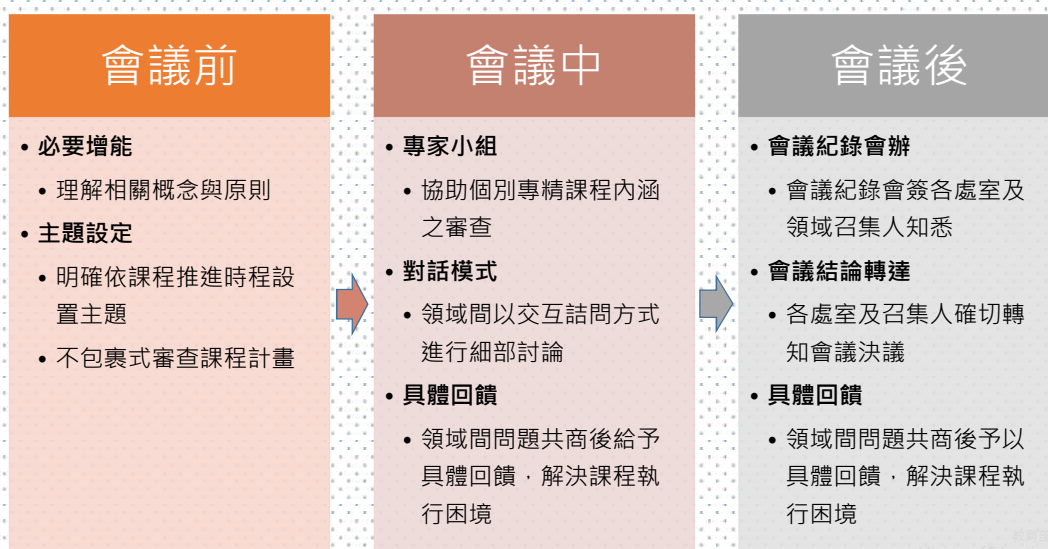 會議前
• 必要增能
• 理解相關概念與原則
• 主題設定
• 明確依課程推進時程設
置主題
• 不包裹式審查課程計畫
會議中
• 專家小組
• 協助個別專精課程內涵
之審查
• 對話模式
• 領域間以交互詰問方式
進行細部討論
• 具體回饋
• 領域間問題共商後給予
具體回饋，解決課程執
行困境
會議後
• 會議紀錄會辦
• 會議紀錄會簽各處室及
領域召集人知悉
• 會議結論轉達
• 各處室及召集人確切轉
知會議決議
• 具體回饋
• 領域間問題共商後予以
具體回饋，解決課程執
行困境